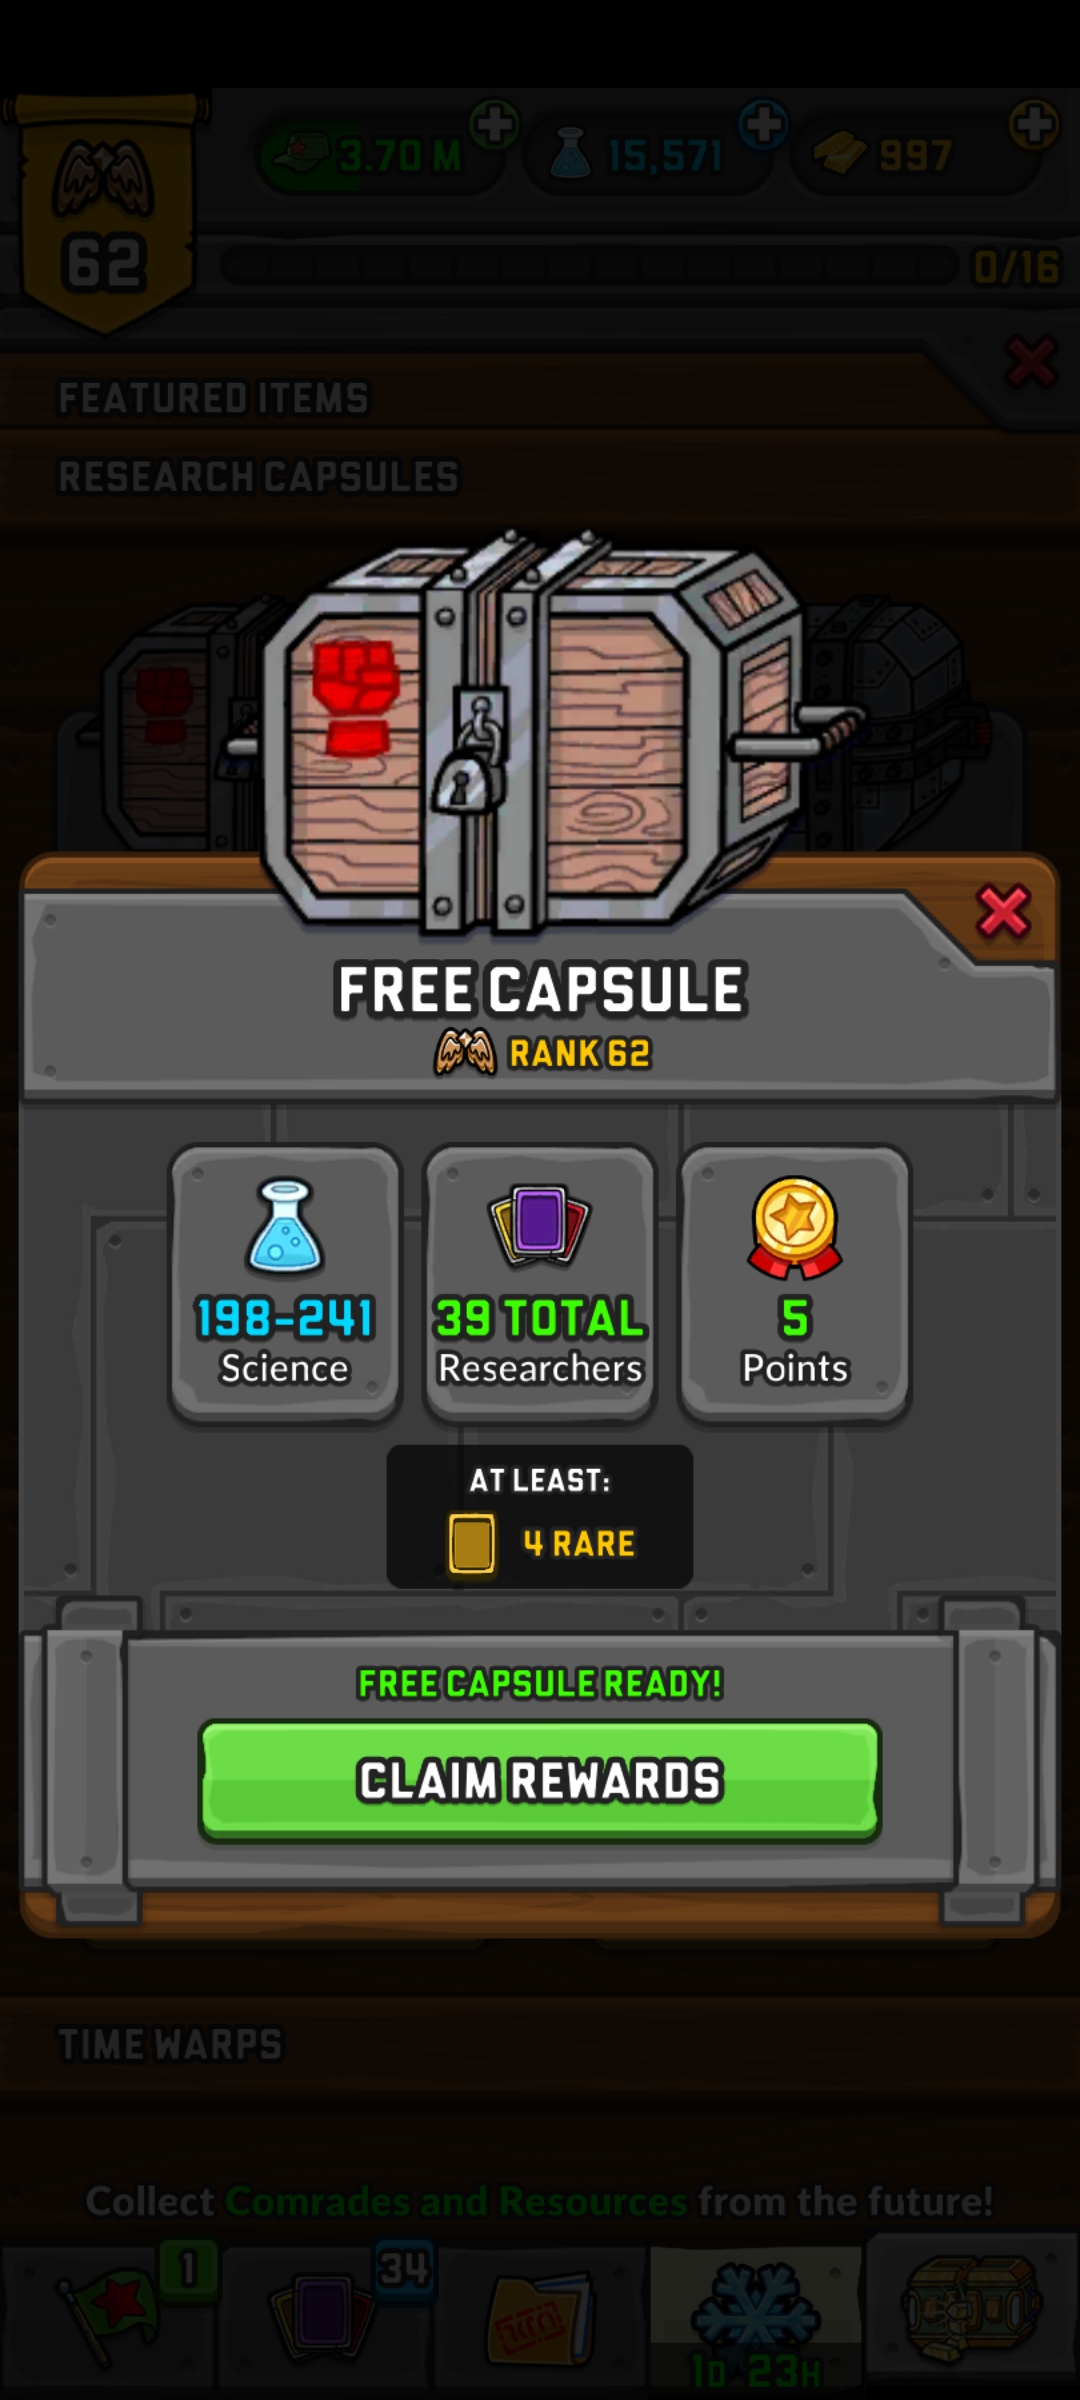 3.70 M
15,571
997
62
0/16
FEATURED ITEMS
RESEARCH CAPSULES
FREE CAPSULE
RANK 62
198-241
Science
39 TOTAL
Researchers
5
Points
AT LEAST:
4 RARE
FREE CAPSULE READY!
CLAIM REWARDS
TIME WARPS
Collect Comrades and Resources from the future!
1
34
1D 23H